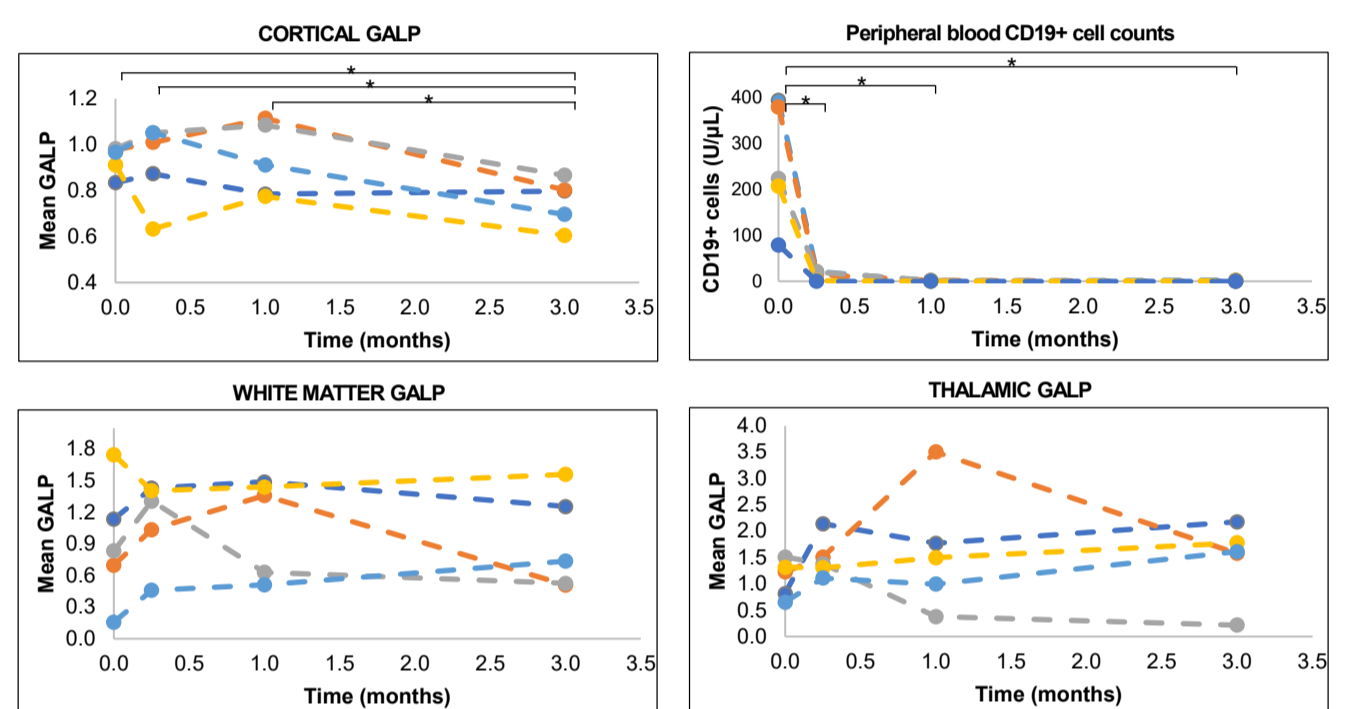 CORTICAL GALP
*
*
*
Mean GALP
1.2
1.0
0.8
0.6
0.4
0.0 0.5 1.0 1.5 2.0 2.5 3.0 3.5
Time (months)
Peripheral blood CD19+ cell counts
*
*
*
CD19+ cells (U/µL)
400
300
200
100
0
0.0 0.5 1.0 1.5 2.0 2.5 3.0 3.5
Time (months)
WHITE MATTER GALP
Mean GALP
1.8
1.5
1.2
0.9
0.6
0.3
0.0
0.0 0.5 1.0 1.5 2.0 2.5 3.0 3.5
Time (months)
THALAMIC GALP
Mean GALP
4.0
3.5
3.0
2.5
2.0
1.5
1.0
0.5
0.0
0.0 0.5 1.0 1.5 2.0 2.5 3.0 3.5
Time (months)